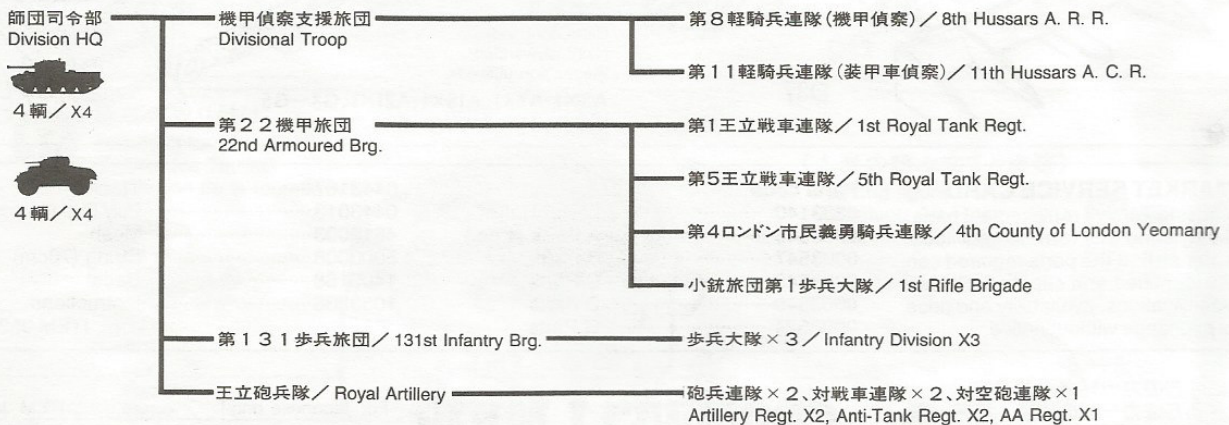 師団司令部
Division HQ
4輌／X4
4輌／X4
機甲偵察支援旅団
Divisional Troop
第8軽騎兵連隊（機甲偵察）／8th Hussars A. R. R.
第11軽騎兵連隊（装甲車偵察）／11th Hussars A. C. R.
第22機甲旅団
22nd Armoured Brg.
第1王立戦車連隊／1st Royal Tank Regt.
第5王立戦車連隊／5th Royal Tank Regt.
第4ロンドン市民義勇騎兵連隊／4th County of London Yeomanry
小銃旅団第1歩兵大隊／1st Rifle Brigade
第131歩兵旅団／131st Infantry Brg.
歩兵大隊×3／Infantry Division X3
王立砲兵隊／Royal Artillery
砲兵連隊×2、対戦車連隊×2、対空砲連隊×1
Artillery Regt. X2, Anti-Tank Regt. X2, AA Regt. X1